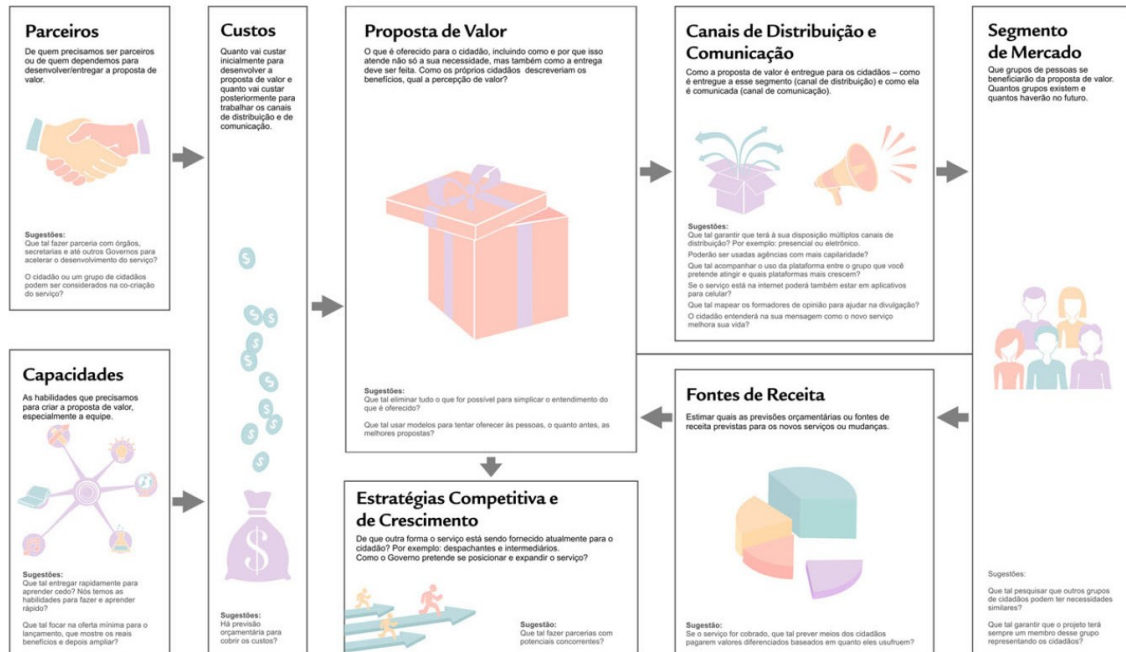 Parceiros
De quem precisamos ser parceiros
ou de quem dependemos para
desenvolver/entregar a proposta de
valor.
Sugestões:
Que tal fazer parceria com órgãos,
secretarias e até outros Governos para
acelerar o desenvolvimento do serviço?
O cidadão ou um grupo de cidadãos
podem ser considerados na co-criação
do serviço?
Capacidades
As habilidades que precisamos
para criar a proposta de valor,
especialmente a equipe.
Sugestões:
Que tal entregar rapidamente para
aprender cedo? Nós temos as
habilidades para fazer e aprender
rápido?
Que tal focar na oferta mínima para o
lançamento, que mostre os reais
benefícios e depois ampliar?
Custos
Quanto vai custar
inicialmente para
desenvolver a
proposta de valor e
quanto vai custar
posteriormente para
trabalhar os canais
de distribuição e de
comunicação.
$
$
$
$
$
$
$
$
$
$
$
Sugestões:
Há previsão
orçamentária para
cobrir os custos?
Proposta de Valor
O que é oferecido para o cidadão, incluindo como e por que isso
atende não só a sua necessidade, mas também como a entrega
deve ser feita. Como os próprios cidadãos descreveriam os
benefícios, qual a percepção de valor?
Sugestões:
Que tal eliminar tudo o que for possível para simplicar o entendimento do
que é oferecido?
Que tal usar modelos para tentar oferecer às pessoas, o quanto antes, as
melhores propostas?
Estratégias Competitiva e
de Crescimento
De que outra forma o serviço está sendo fornecido atualmente para o
cidadão? Por exemplo: despachantes e intermediários.
Como o Governo pretende se posicionar e expandir o serviço?
Sugestão:
Que tal fazer parcerias com
potenciais concorrentes?
Canais de Distribuição e
Comunicação
Como a proposta de valor é entregue para os cidadãos – como
é entregue a esse segmento (canal de distribuição) e como ela
é comunicada (canal de comunicação).
Sugestões:
Que tal garantir que terá à sua disposição múltiplos canais de
distribuição? Por exemplo: presencial ou eletrônico.
Poderão ser usadas agências com mais capilaridade?
Que tal acompanhar o uso da plataforma entre o grupo que você
pretende atingir e quais plataformas mais crescem?
Se o serviço está na internet poderá também estar em aplicativos
para celular?
Que tal mapear os formadores de opinião para ajudar na divulgação?
O cidadão entenderá na sua mensagem como o novo serviço
melhora sua vida?
Fontes de Receita
Estimar quais as previsões orçamentárias ou fontes de
receita previstas para os novos serviços ou mudanças.
Sugestão:
Se o serviço for cobrado, que tal prever meios dos cidadãos
pagarem valores diferenciados baseados em quanto eles usufruem?
Segmento
de Mercado
Que grupos de pessoas se
beneficiarão da proposta de valor.
Quantos grupos existem e
quantos haverão no futuro.
Sugestões:
Que tal pesquisar que outros grupos
de cidadãos podem ter necessidades
similares?
Que tal garantir que o projeto terá
sempre um membro desse grupo
representando os cidadãos?